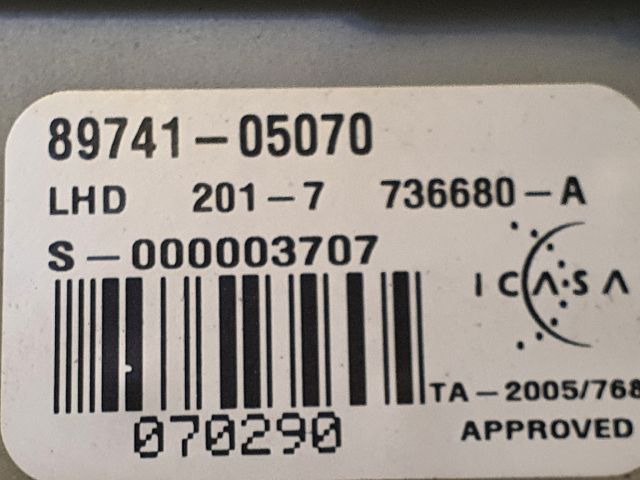 89741-05070
LHD 201-7 736680-A
S-000003707
ICASA
TA-2005/768
070290
APPROVED